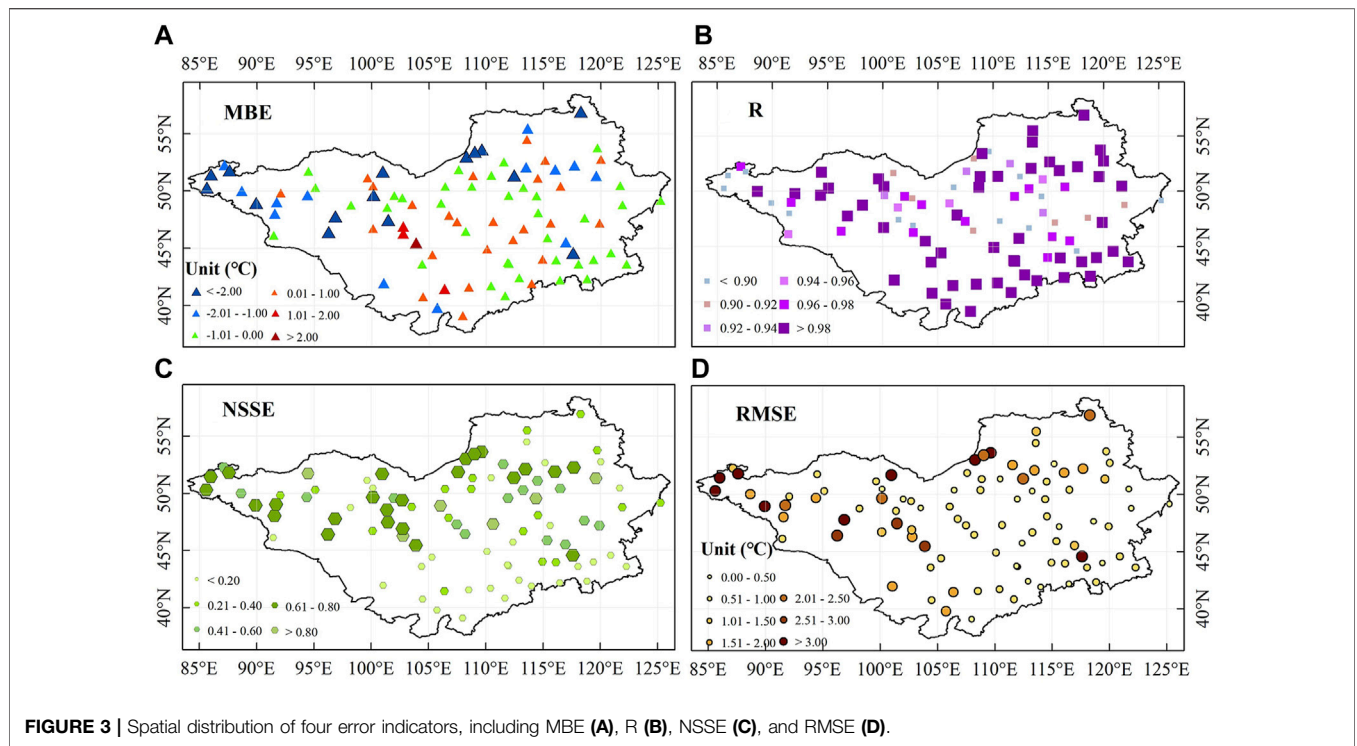 A
85°E 90°E 95°E 100°E 105°E 110°E 115°E 120°E 125°E
MBE
55°N
50°N
45°N
40°N
Unit (°C)
<-2.00
-2.01 - -1.00
-1.01 - 0.00
0.01 - 1.00
1.01 - 2.00
> 2.00
B
85°E 90°E 95°E 100°E 105°E 110°E 115°E 120°E 125°E
R
55°N
50°N
45°N
40°N
< 0.90
0.90 - 0.92
0.92 - 0.94
0.94 - 0.96
0.96 - 0.98
> 0.98
C
NSSE
55°N
50°N
45°N
40°N
< 0.20
0.21 - 0.40
0.41 - 0.60
0.61 - 0.80
> 0.80
85°E 90°E 95°E 100°E 105°E 110°E 115°E 120°E 125°E
D
RMSE
55°N
50°N
45°N
40°N
Unit (°C)
0.00 - 0.50
0.51 - 1.00
1.01 - 1.50
1.51 - 2.00
2.01 - 2.50
2.51 - 3.00
> 3.00
85°E 90°E 95°E 100°E 105°E 110°E 115°E 120°E 125°E
FIGURE 3 | Spatial distribution of four error indicators, including MBE (A), R (B), NSSE (C), and RMSE (D).